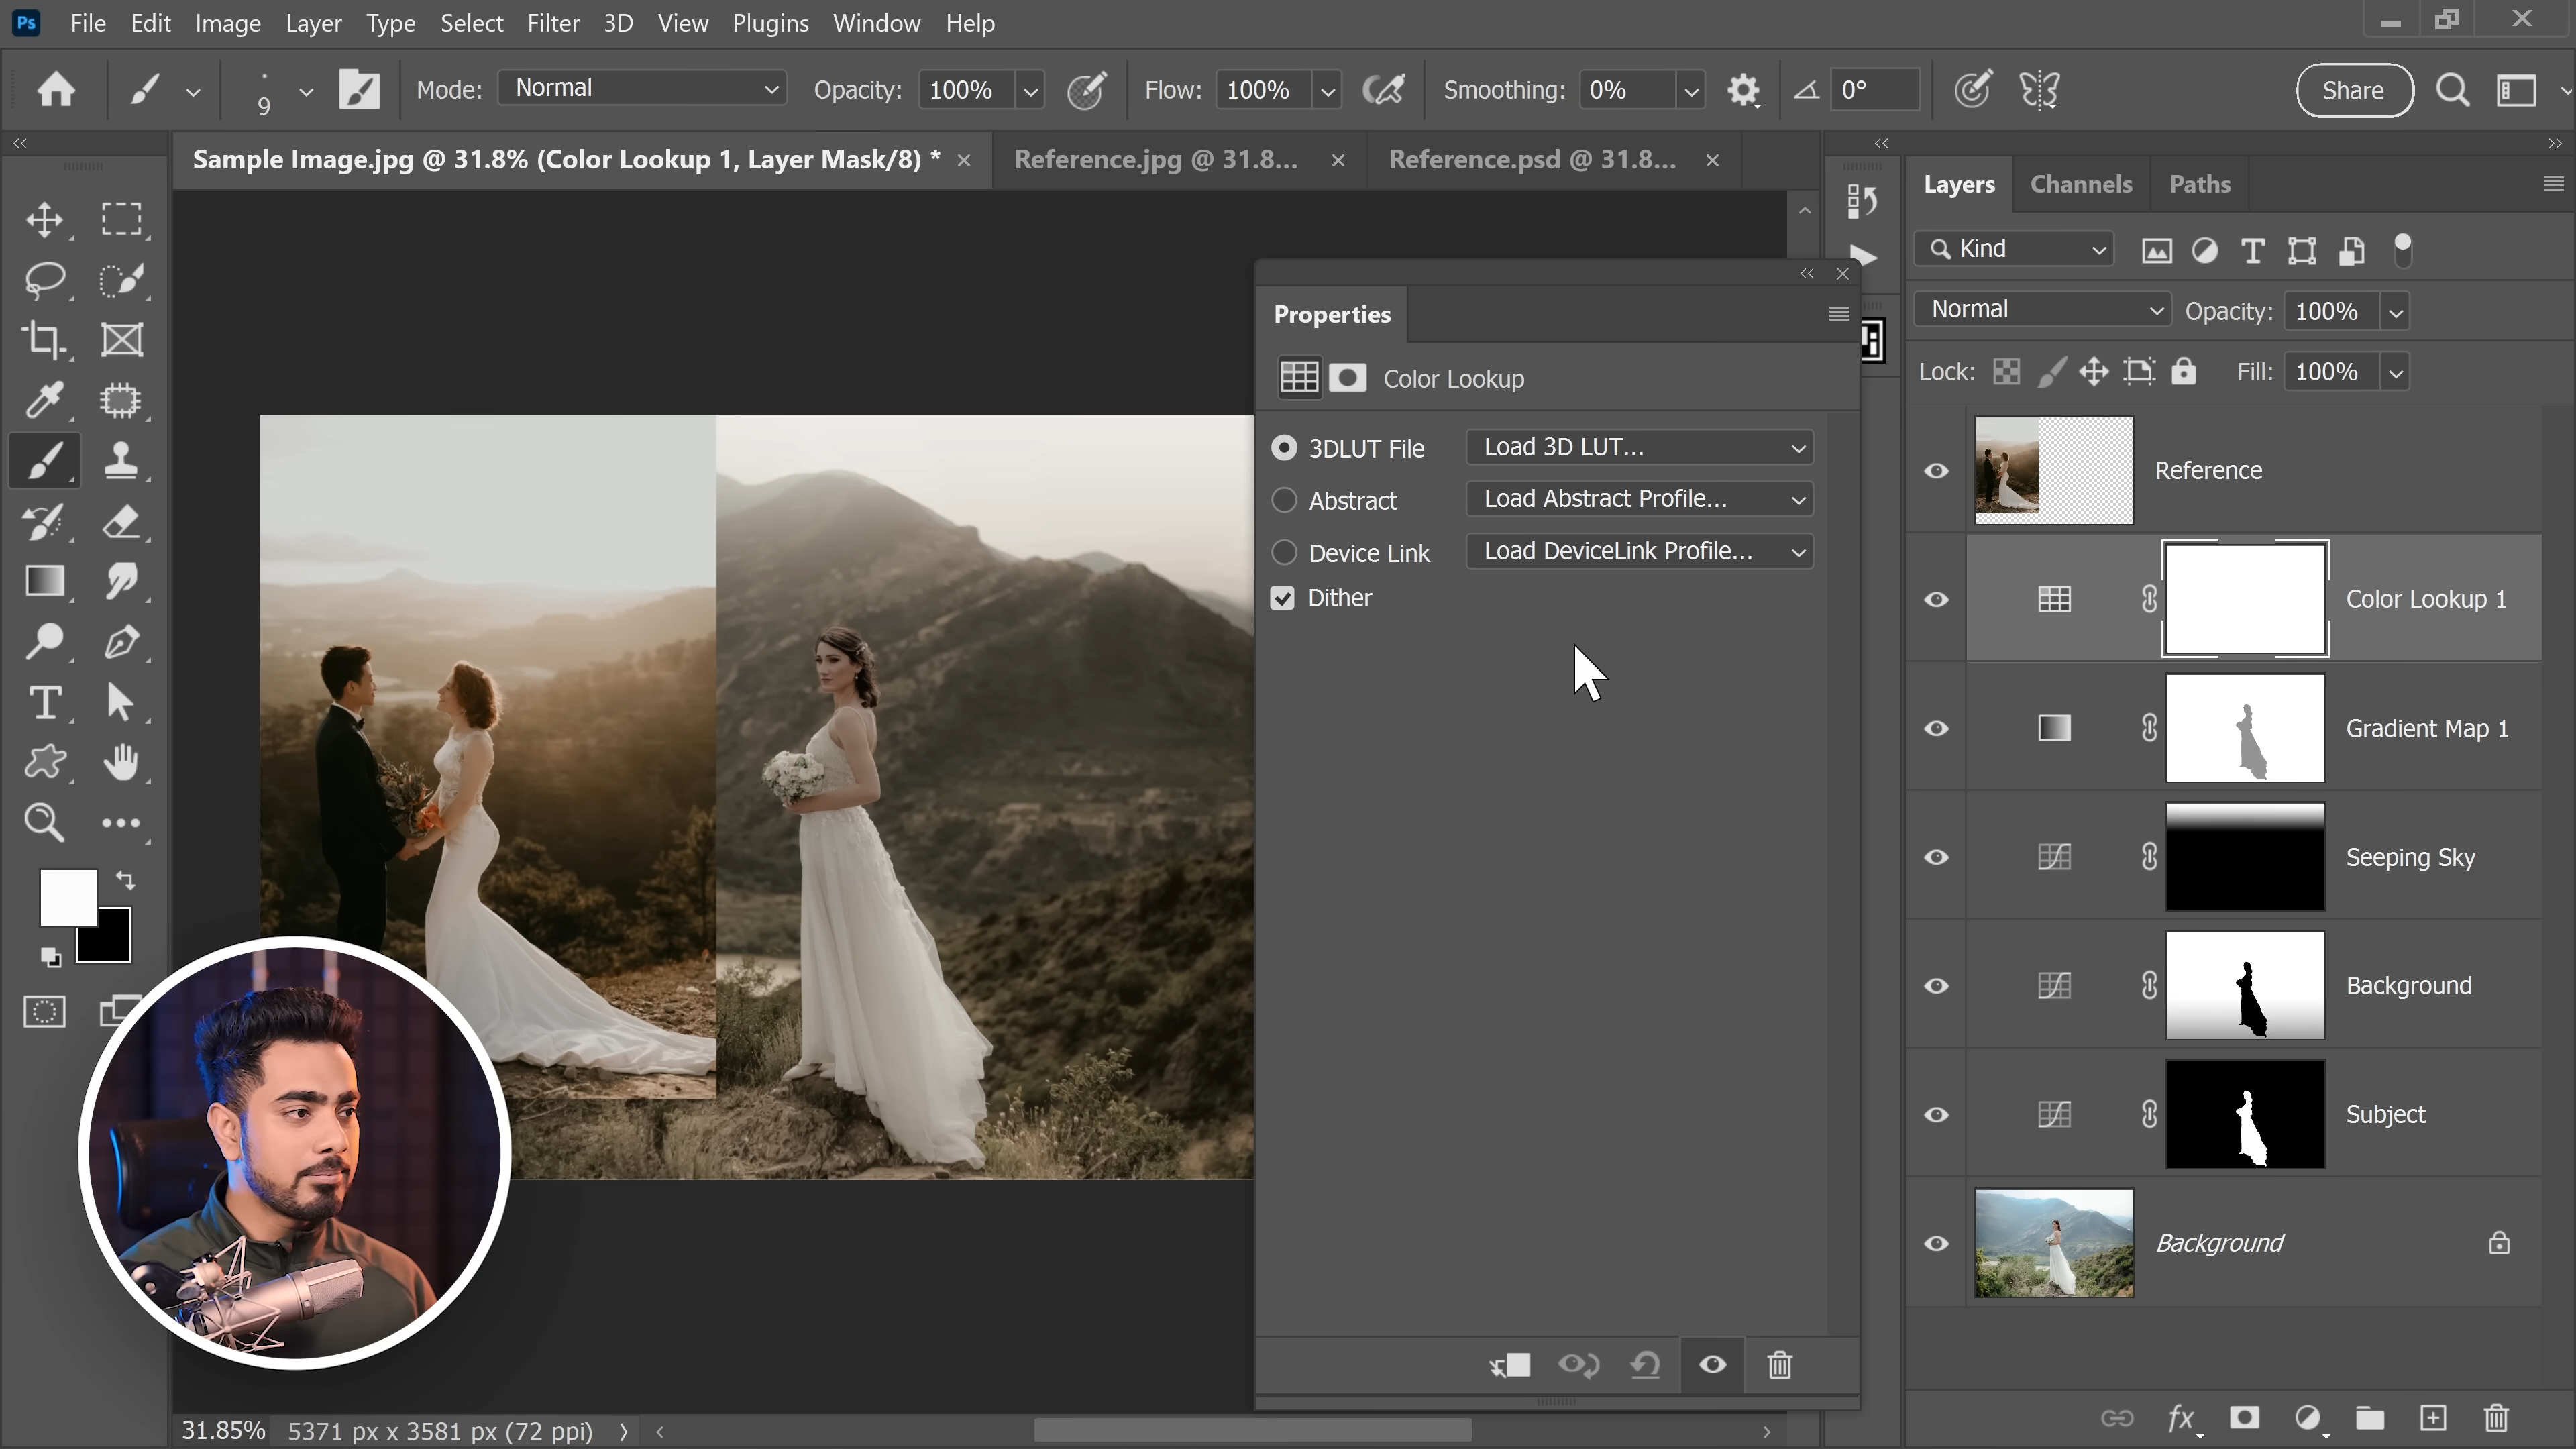 Ps File Edit Image Layer Type Select Filter 3D View Plugins Window Help
9 Mode: Normal Opacity: 100% Flow: 100% Smoothing: 0% 0° Share
Sample Image.jpg @ 31.8% (Color Lookup 1, Layer Mask/8) * Reference.jpg @ 31.8... Reference.psd @ 31.8...
Properties
Color Lookup
3DLUT File Load 3D LUT...
Abstract Load Abstract Profile...
Device Link Load DeviceLink Profile...
Dither
Layers Channels Paths
Kind
Normal Opacity: 100%
Lock: Fill: 100%
Reference
Color Lookup 1
Gradient Map 1
Seeping Sky
Background
Subject
Background
fx
31.85% 5371 px x 3581 px (72 ppi)